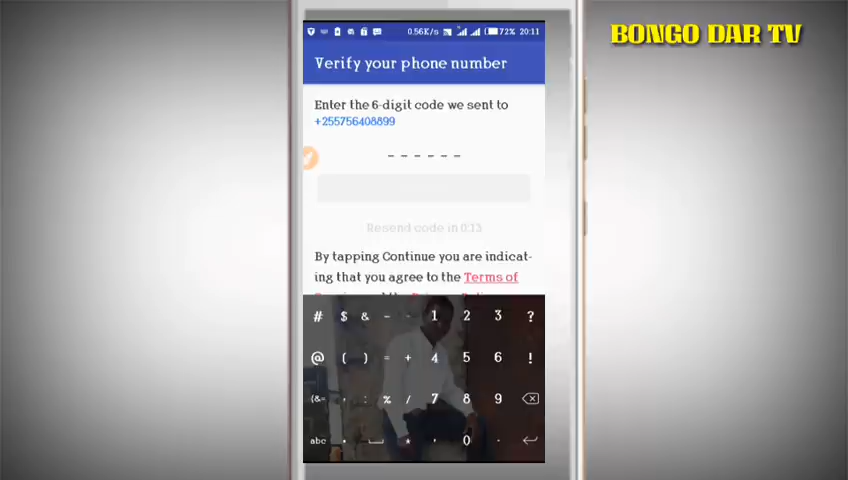 BONGO DAR TV
0.56K/s 72% 20:11
Verify your phone number
Enter the 6-digit code we sent to
+255756408899
- - - - - -
Resend code in 0:13
By tapping Continue you are indicat-
ing that you agree to the Terms of
# $ & - 1 2 3 ?
@ ( ) = + 4 5 6 !
{&= : % / 7 8 9
abc * 0 .